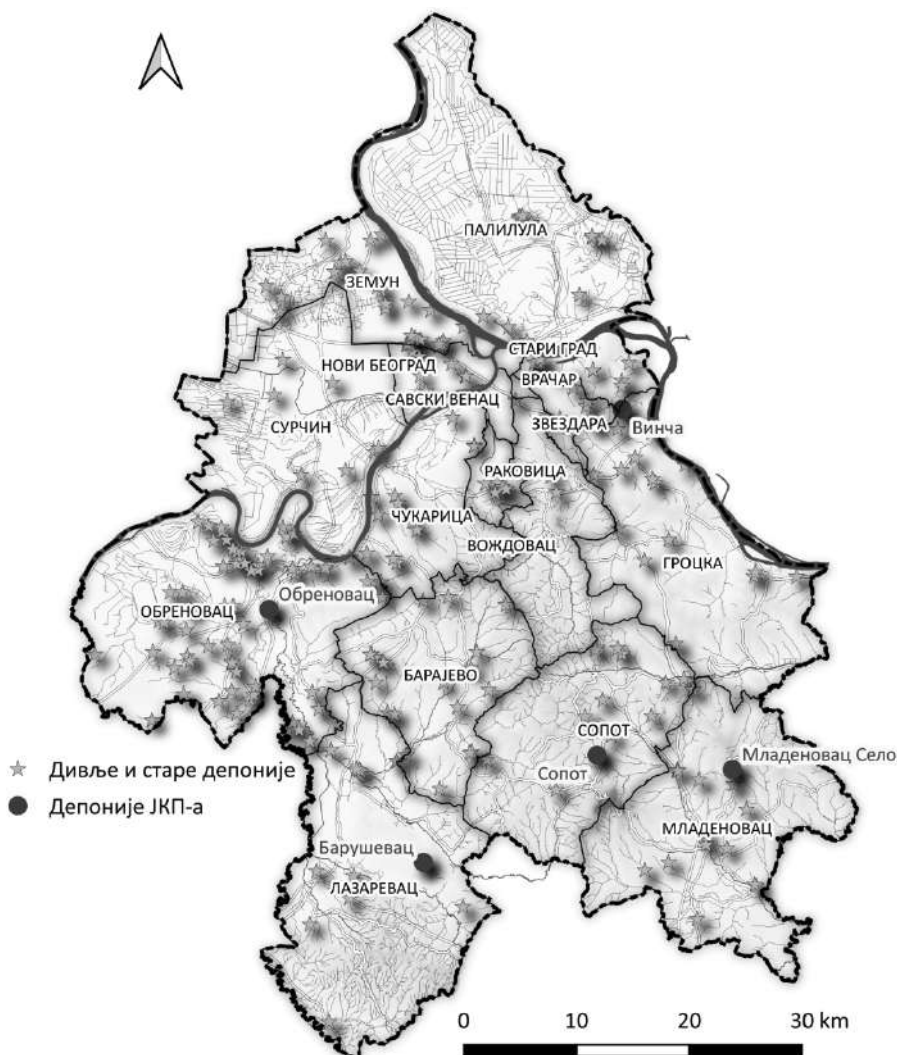 ПАЛИЛУЛА
ЗЕМУН
СТАРИ ГРАД
НОВИ БЕОГРАД
ВРАЧАР
САВСКИ ВЕНАЦ
ЗВЕЗДАРА
Винча
СУРЧИН
РАКОВИЦА
ЧУКАРИЦА
ВОЖДОВАЦ
ГРОЦКА
Обреновац
ОБРЕНОВАЦ
БАРАЈЕВО
СОПОТ
Сопот
Младеновац Село
Дивље и старе депоније
Депоније ЈКП-а
МЛАДЕНОВАЦ
Барушевац
ЛАЗАРЕВАЦ
0 10 20 30 km